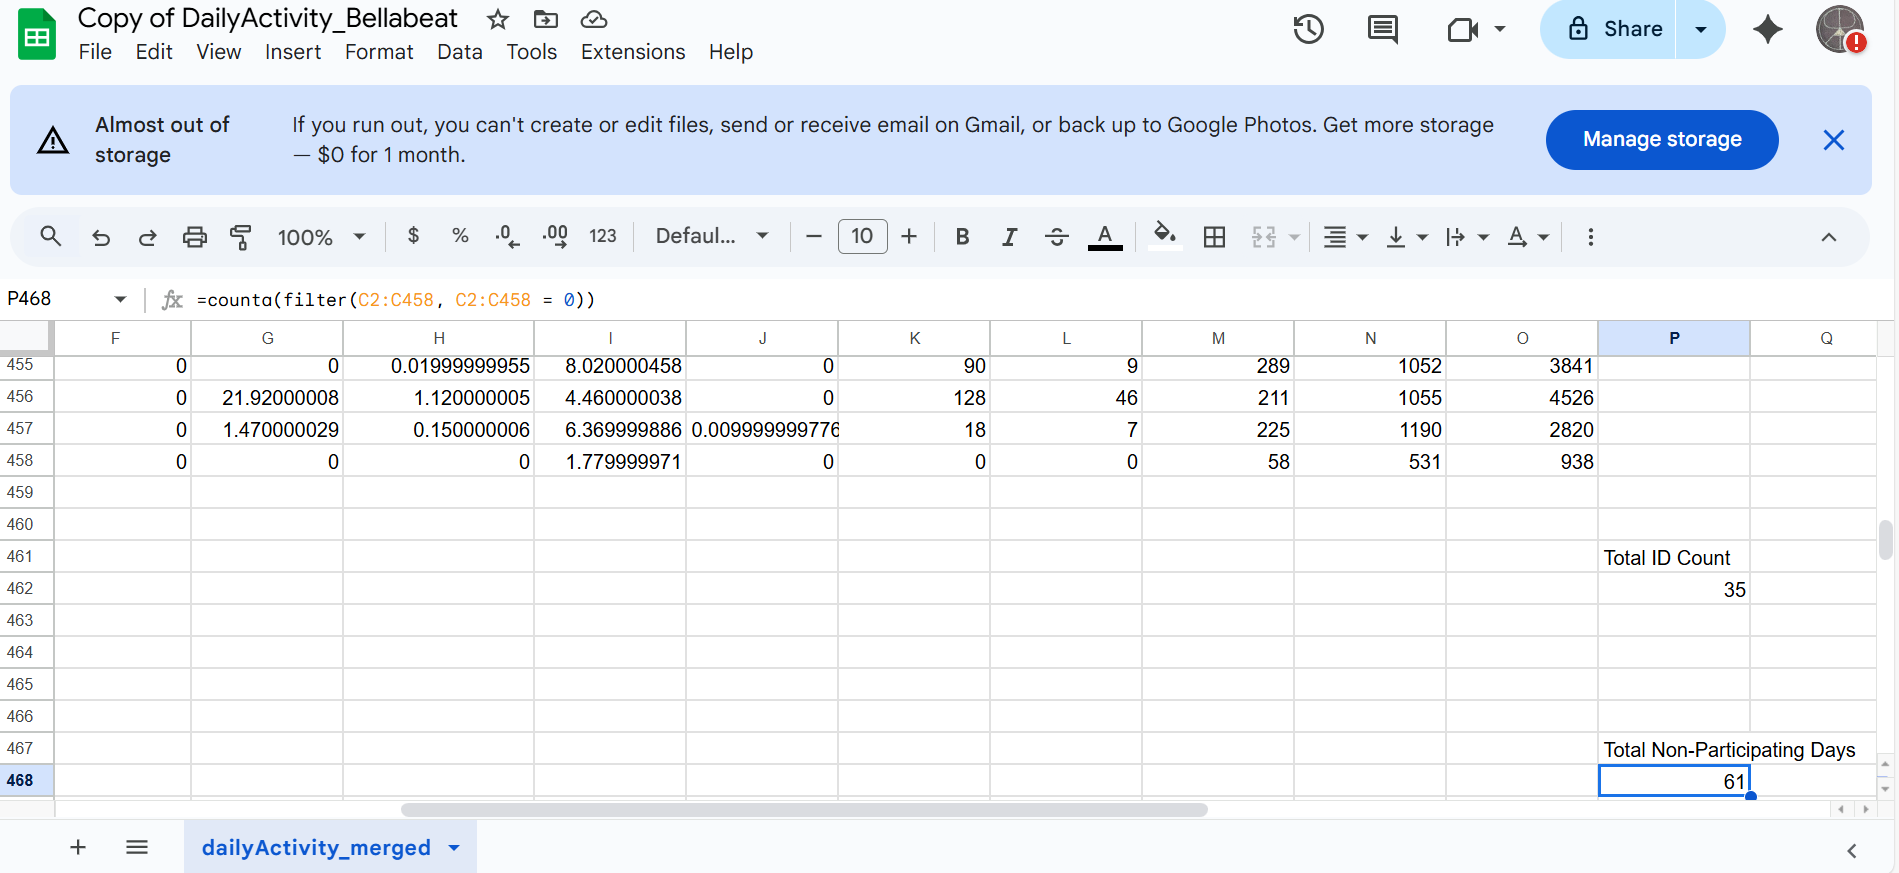 Copy of DailyActivity_Bellabeat
File Edit View Insert Format Data Tools Extensions Help
Share
Almost out of storage
If you run out, you can't create or edit files, send or receive email on Gmail, or back up to Google Photos. Get more storage
— $0 for 1 month.
Manage storage
100% $ % .0 .00 123 Defaul... 10 B I S A
P468 fx =counta(filter(C2:C458, C2:C458 = 0))
F G H I J K L M N O P Q
455 0 0 0.01999999955 8.020000458 0 90 9 289 1052 3841
456 0 21.92000008 1.120000005 4.460000038 0 128 46 211 1055 4526
457 0 1.470000029 0.150000006 6.369999886 0.009999999776 18 7 225 1190 2820
458 0 0 0 1.779999971 0 0 0 58 531 938
459
460
461 Total ID Count
462 35
463
464
465
466
467 Total Non-Participating Days
468 61
dailyActivity_merged